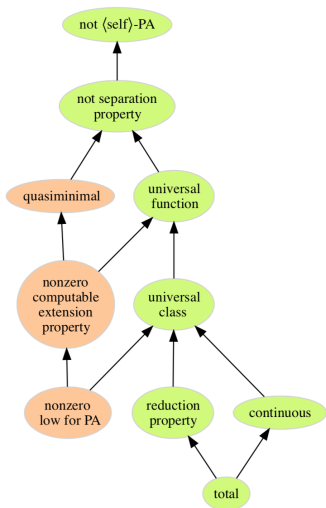 not ⟨self⟩-PA
not separation
property
quasiminimal
universal
function
nonzero
computable
extension
property
universal
class
nonzero
low for PA
reduction
property
continuous
total